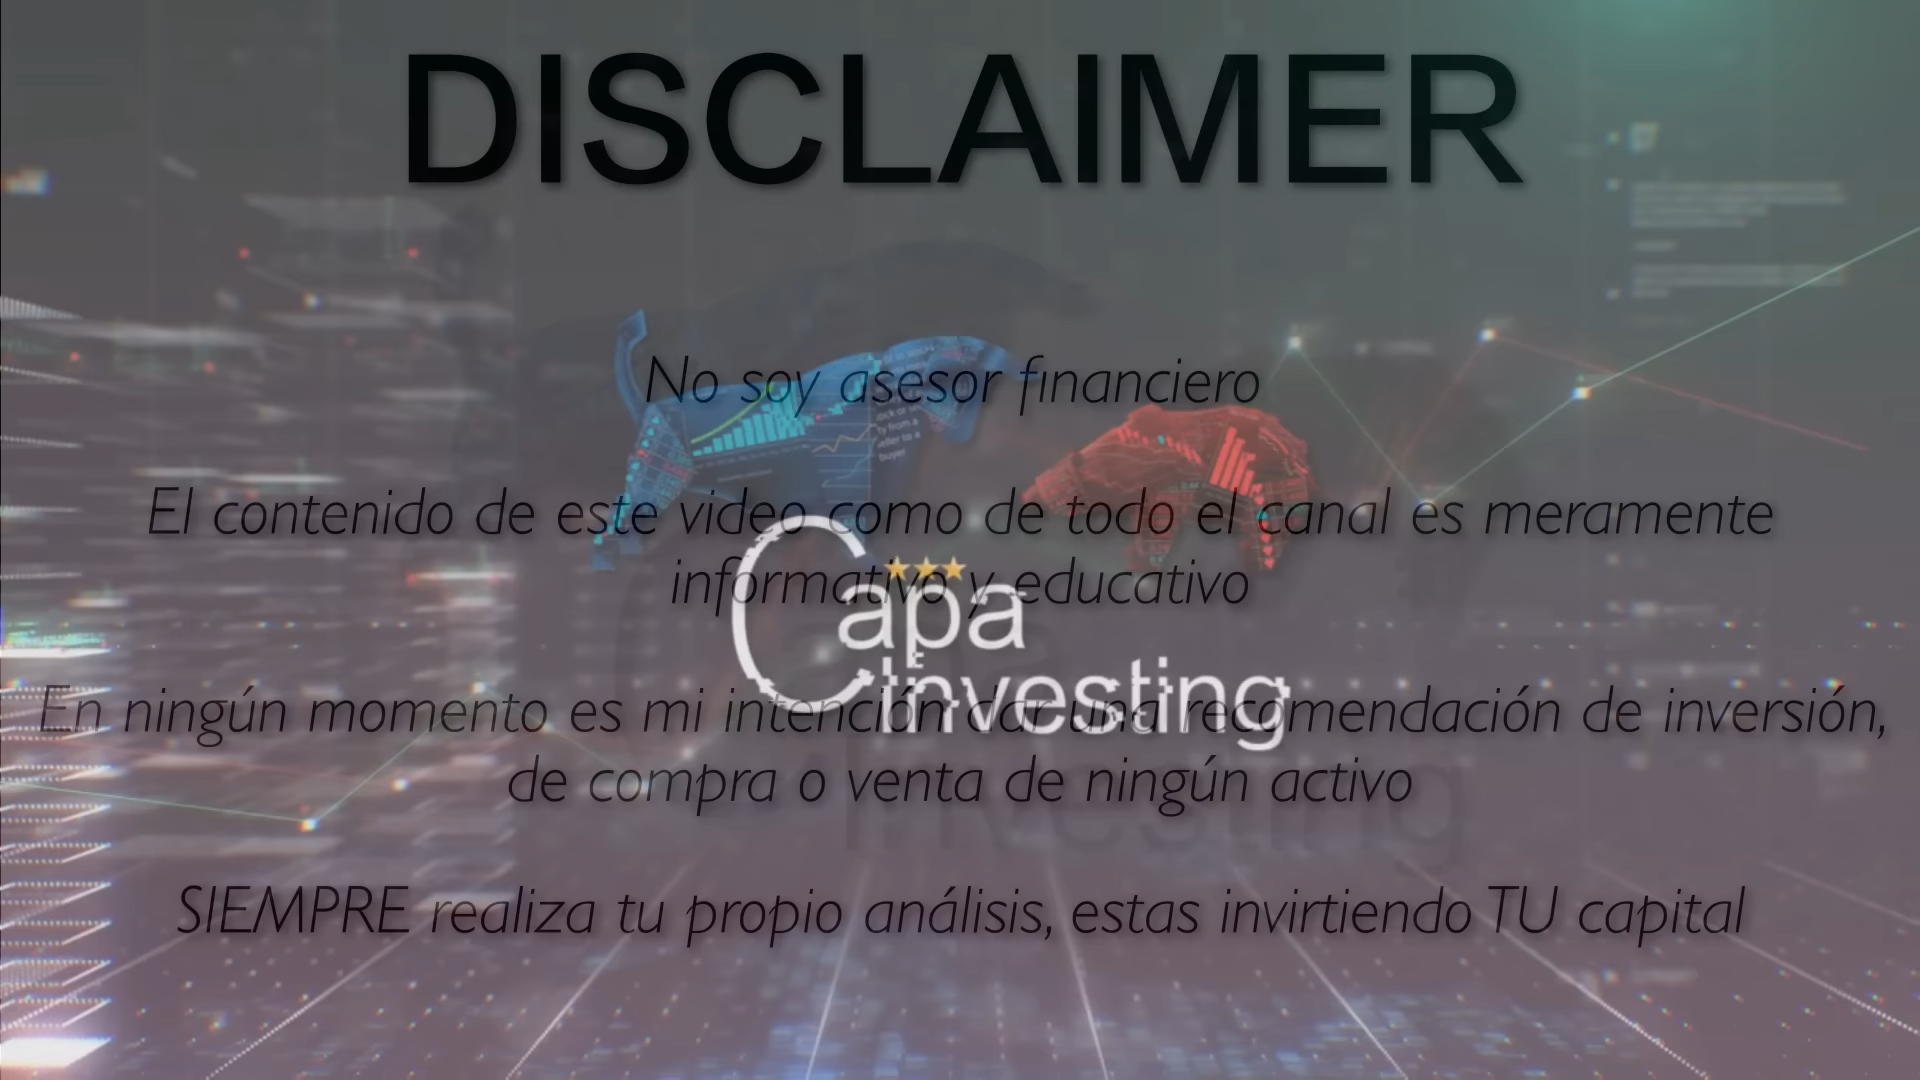 DISCLAIMER
No soy asesor financiero
El contenido de este video como de todo el canal es meramente
informativo y educativo
Capa
Investing
En ningún momento es mi intención dar una recomendación de inversión,
de compra o venta de ningún activo
Investing
SIEMPRE realiza tu propio análisis, estas invirtiendo TU capital